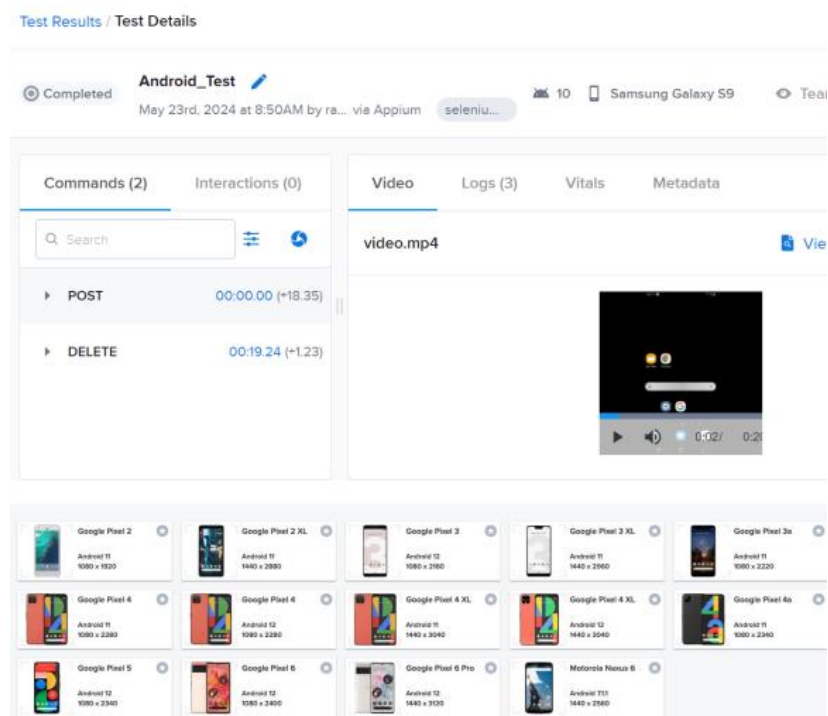 Test Results / Test Details
Completed
Android_Test
May 23rd, 2024 at 8:50AM by ra... via Appium
seleniu...
10
Samsung Galaxy S9
Commands (2)
Interactions (0)
Search
POST 00:00.00 (+18.35)
DELETE 00:19.24 (+1.23)
Video
Logs (3)
Vitals
Metadata
video.mp4
0:02/
Google Pixel 2
Android 11
1080 x 1920
Google Pixel 2 XL
Android 11
1440 x 2880
Google Pixel 3
Android 12
1080 x 2160
Google Pixel 3 XL
Android 11
1440 x 2960
Google Pixel 3a
Android 11
1080 x 2220
Google Pixel 4
Android 11
1080 x 2280
Google Pixel 4
Android 12
1080 x 2280
Google Pixel 4 XL
Android 11
1440 x 3040
Google Pixel 4 XL
Android 12
1440 x 3040
Google Pixel 4a
Android 11
1080 x 2340
Google Pixel 5
Android 12
1080 x 2340
Google Pixel 6
Android 12
1080 x 2400
Google Pixel 6 Pro
Android 12
1440 x 3120
Motorola Nexus 6
Android 7.1.1
1440 x 2560